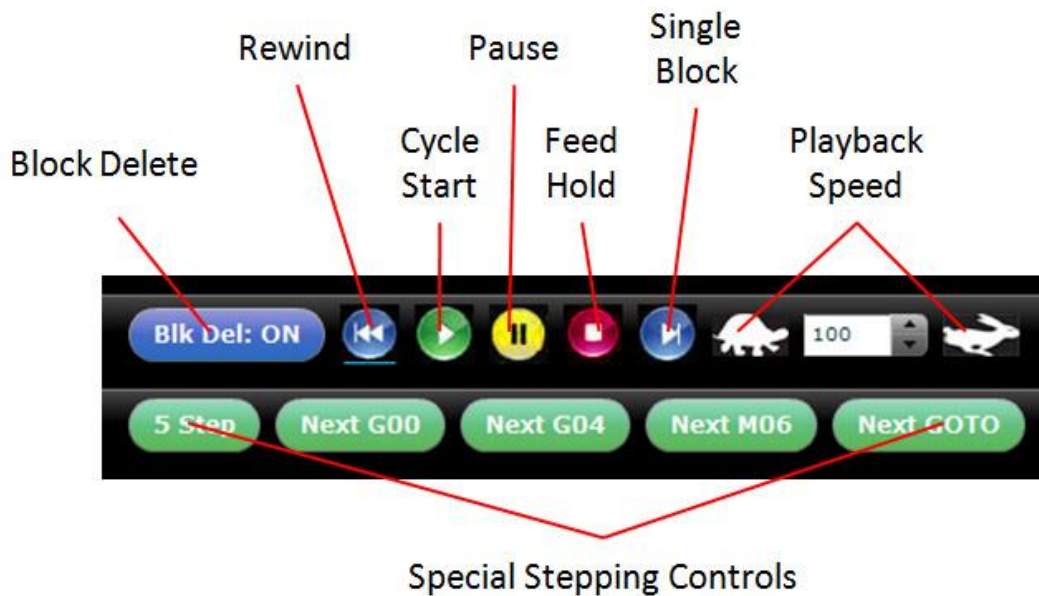 Single
Block
Rewind
Pause
Cycle
Start
Feed
Hold
Playback
Speed
Block Delete
Blk Del: ON
100
5 Step
Next G00
Next G04
Next M06
Next GOTO
Special Stepping Controls